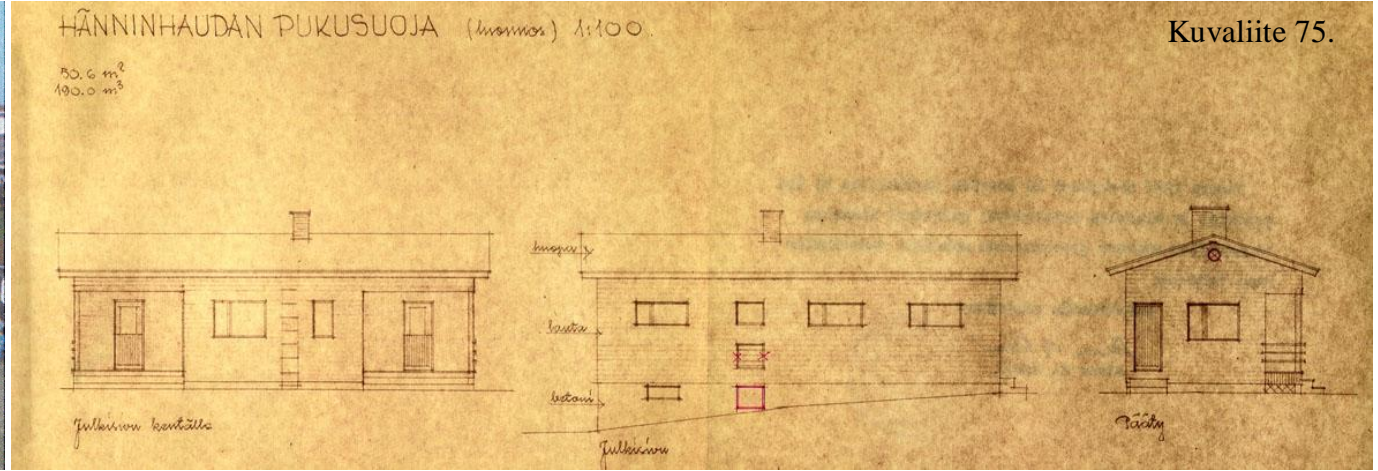 HÄNNINHAUDAN PUKUSUOJA (luonnos) 1:100.
Kuvaliite 75.
50.6 m²
190.0 m³
huopa
lauta
betoni
Julkisivu kentälle
Julkisivu
Pääty